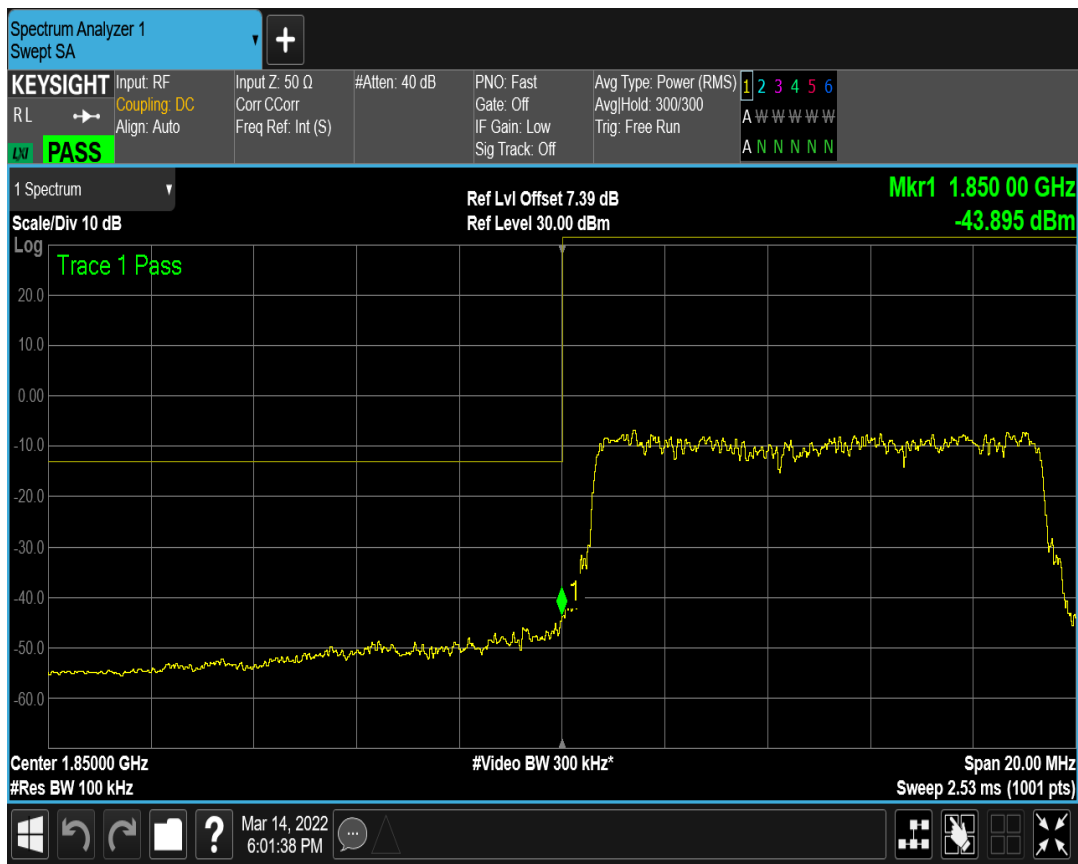 Spectrum Analyzer 1
Swept SA
+
KEYSIGHT
R L
LXI PASS
Input: RF
Coupling: DC
Align: Auto
Input Z: 50 Ω
Corr CCorr
Freq Ref: Int (S)
#Atten: 40 dB
PNO: Fast
Gate: Off
IF Gain: Low
Sig Track: Off
Avg Type: Power (RMS)
Avg|Hold: 300/300
Trig: Free Run
1 2 3 4 5 6
A W W W W W
A N N N N N
1 Spectrum
Scale/Div 10 dB
Ref Lvl Offset 7.39 dB
Ref Level 30.00 dBm
Mkr1 1.850 00 GHz
-43.895 dBm
Log
Trace 1 Pass
20.0
10.0
0.00
-10.0
-20.0
-30.0
-40.0
-50.0
-60.0
1
Center 1.85000 GHz
#Video BW 300 kHz*
Span 20.00 MHz
#Res BW 100 kHz
Sweep 2.53 ms (1001 pts)
?
Mar 14, 2022
6:01:38 PM